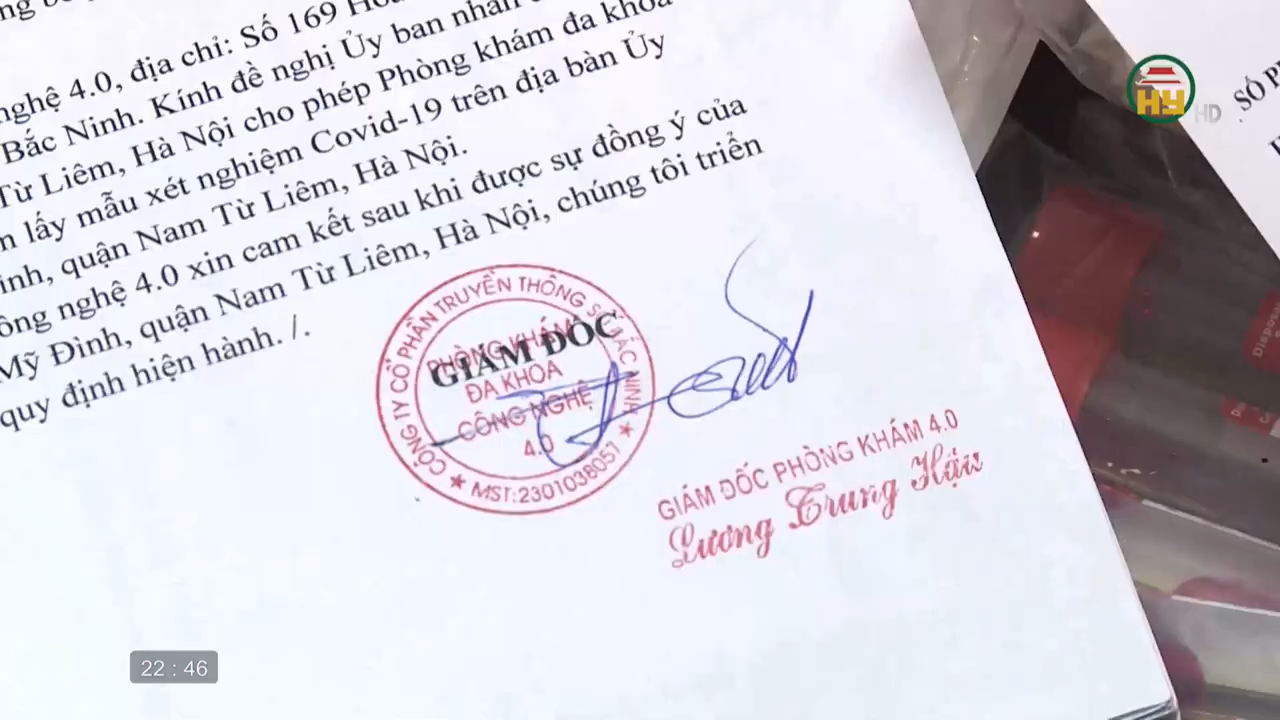 nghệ 4.0, địa chỉ: Số 169
Bắc Ninh. Kính đề nghị Ủy ban nhân
Từ Liêm, Hà Nội cho phép Phòng khám đa khoa
lấy mẫu xét nghiệm Covid-19 trên địa bàn Ủy
quận Nam Từ Liêm, Hà Nội.
nghệ 4.0 xin cam kết sau khi được sự đồng ý của
Mỹ Đình, quận Nam Từ Liêm, Hà Nội, chúng tôi triển
quy định hiện hành. /.
GIÁM ĐỐC
CÔNG TY CỔ PHẦN TRUYỀN THÔNG SỐ BẮC NINH
PHÒNG KHÁM
ĐA KHOA
CÔNG NGHỆ
4.0
★ MST:2301038057 ★
GIÁM ĐỐC PHÒNG KHÁM 4.0
Lương Trung Hậu
HY HD
22 : 46